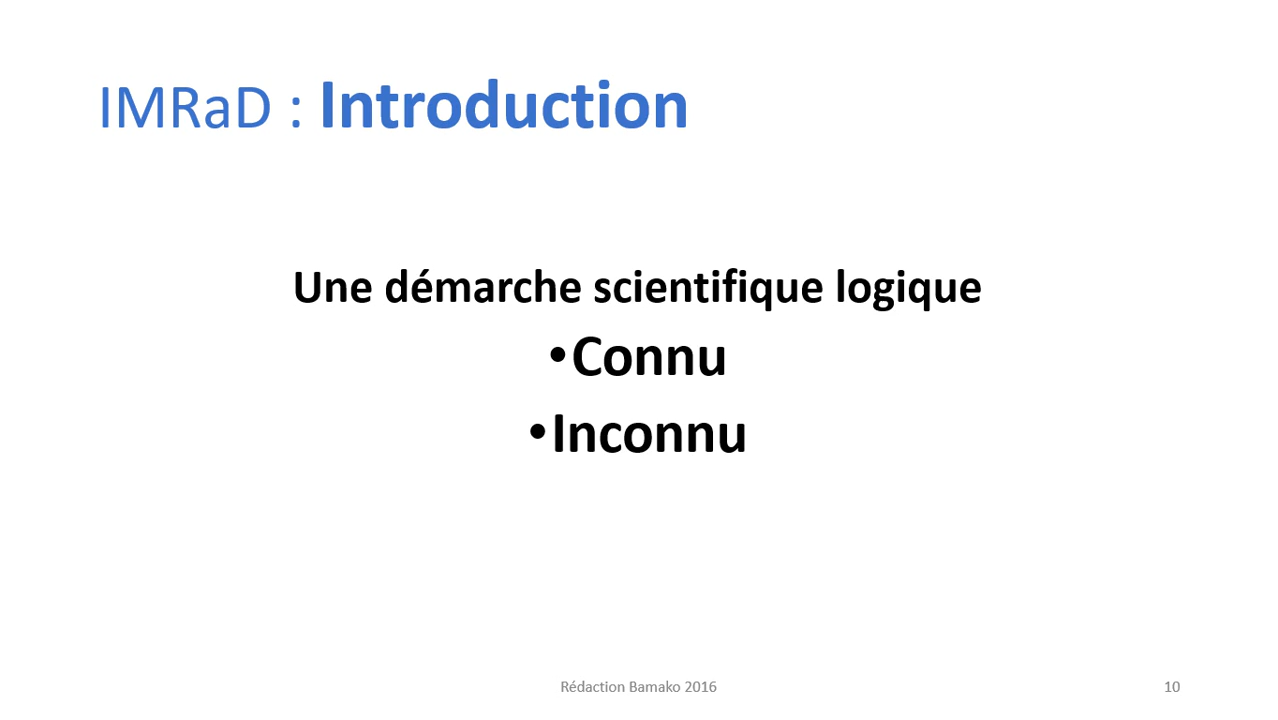 IMRaD : Introduction
Une démarche scientifique logique
•Connu
•Inconnu
Rédaction Bamako 2016
10